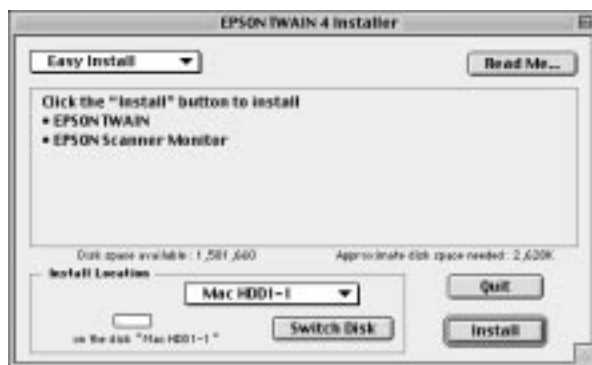 EPSON TWAIN 4 Installer
Easy Install
Read Me...
Click the "Install" button to install
• EPSON TWAIN
• EPSON Scanner Monitor
Disk space available : 1,581,660
Approximate disk space needed : 2,620K
Install Location
Mac HDD1-1
Quit
on the disk "Mac HDD1-1"
Switch Disk
Install